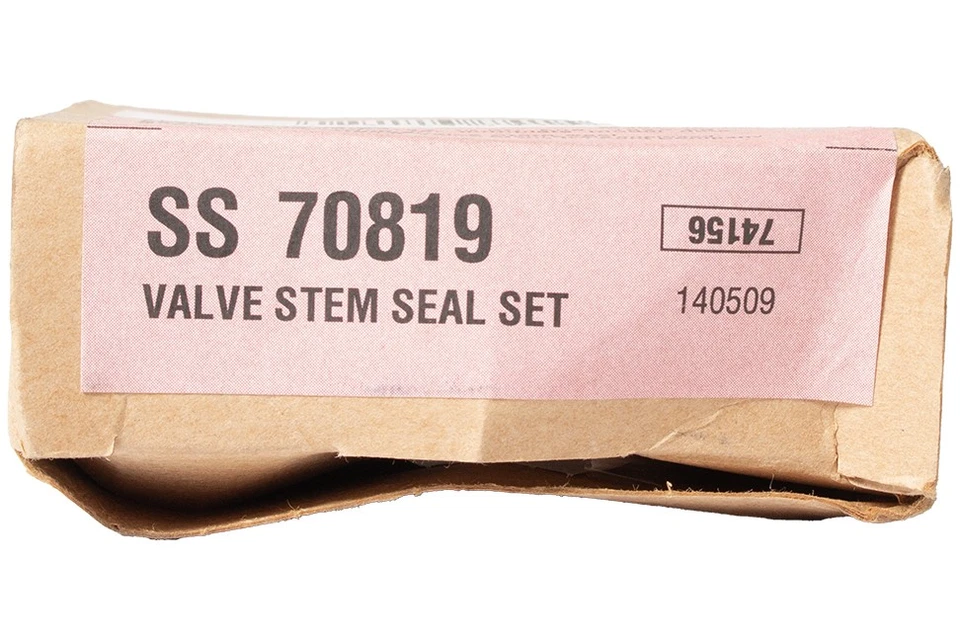 SS 70819
74156
VALVE STEM SEAL SET
140509